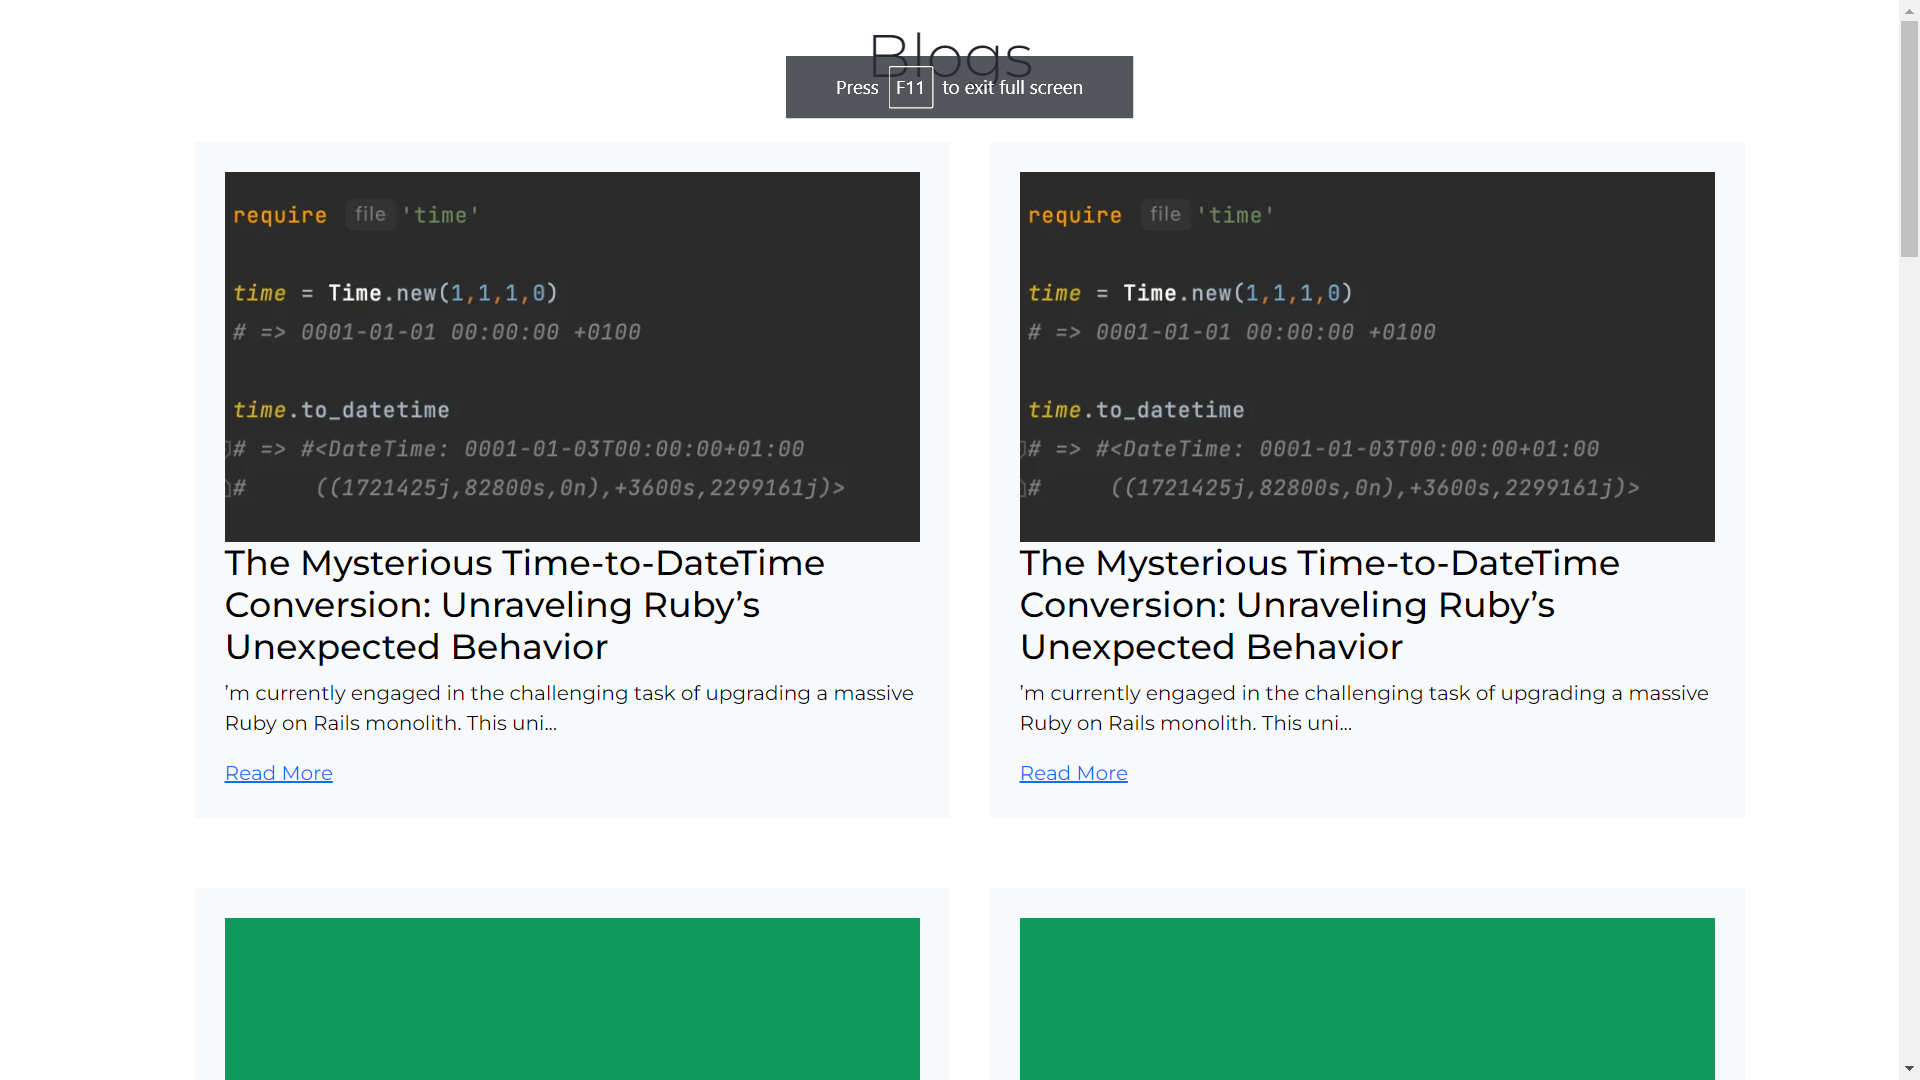 Blogs
Press F11 to exit full screen
require file 'time'
time = Time.new(1,1,1,0)
# => 0001-01-01 00:00:00 +0100
time.to_datetime
# => #<DateTime: 0001-01-03T00:00:00+01:00
# ((1721425j,82800s,0n),+3600s,2299161j)>
The Mysterious Time-to-DateTime
Conversion: Unraveling Ruby’s
Unexpected Behavior
’m currently engaged in the challenging task of upgrading a massive
Ruby on Rails monolith. This uni...
Read More
require file 'time'
time = Time.new(1,1,1,0)
# => 0001-01-01 00:00:00 +0100
time.to_datetime
# => #<DateTime: 0001-01-03T00:00:00+01:00
# ((1721425j,82800s,0n),+3600s,2299161j)>
The Mysterious Time-to-DateTime
Conversion: Unraveling Ruby’s
Unexpected Behavior
’m currently engaged in the challenging task of upgrading a massive
Ruby on Rails monolith. This uni...
Read More